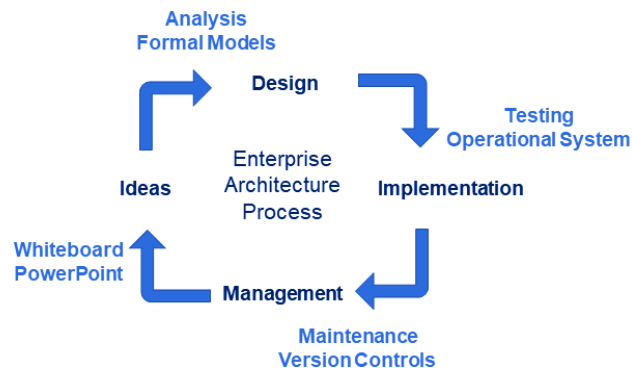 Analysis
Formal Models
Design
Testing
Operational System
Enterprise
Architecture
Process
Ideas
Implementation
Whiteboard
PowerPoint
Management
Maintenance
Version Controls